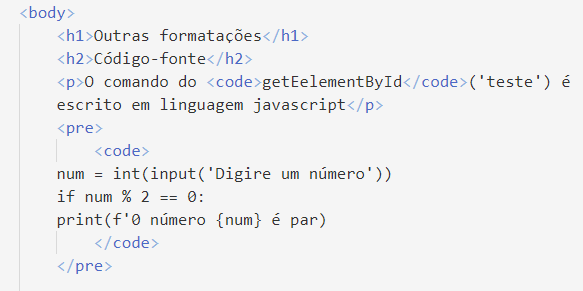 <body>
<h1>Outras formatações</h1>
<h2>Código-fonte</h2>
<p>O comando do <code>getEelementById</code>('teste') é
escrito em linguagem javascript</p>
<pre>
<code>
num = int(input('Digire um número'))
if num % 2 == 0:
print(f'0 número {num} é par)
</code>
</pre>